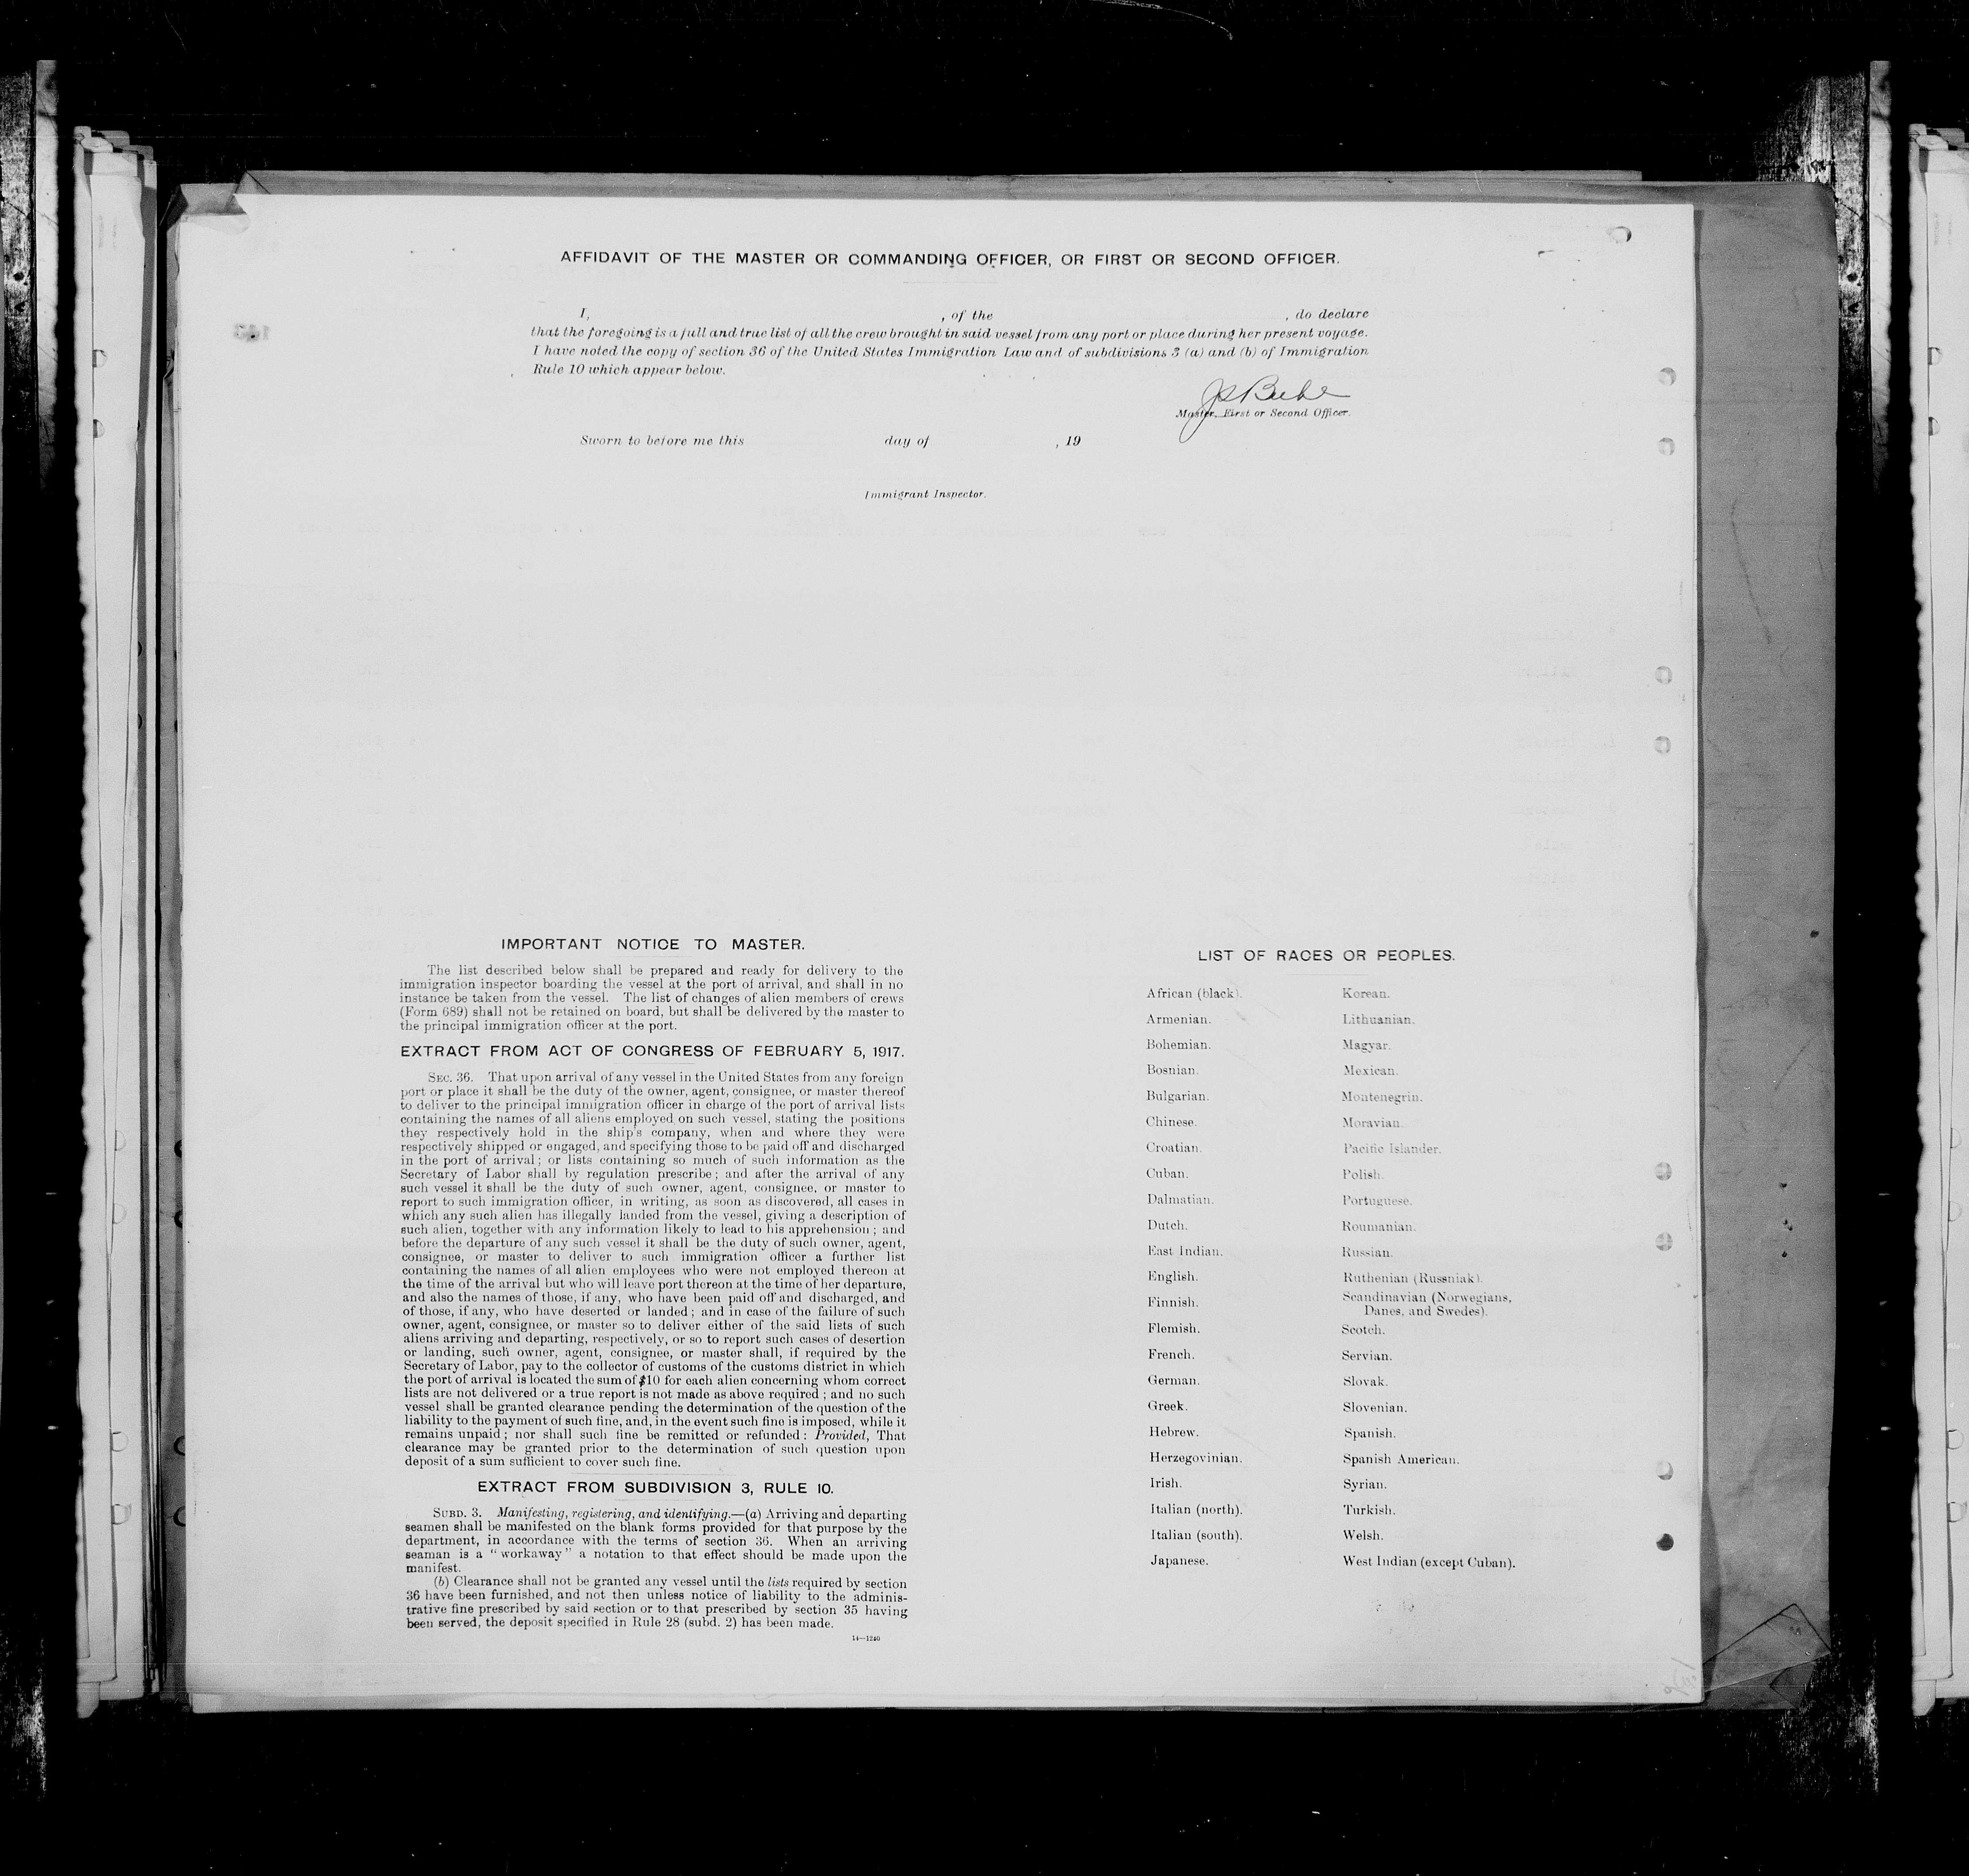 AFFIDAVIT OF THE MASTER OR COMMANDING OFFICER, OR FIRST OR SECOND OFFICER.
I, , of the , do declare
that the foregoing is a full and true list of all the crew brought in said vessel from any port or place during her present voyage.
I have noted the copy of section 36 of the United States Immigration Law and of subdivisions 3 (a) and (b) of Immigration
Rule 10 which appear below.
Master, First or Second Officer.
Sworn to before me this day of , 19
Immigrant Inspector.
IMPORTANT NOTICE TO MASTER.
The list described below shall be prepared and ready for delivery to the
immigration inspector boarding the vessel at the port of arrival, and shall in no
instance be taken from the vessel. The list of changes of alien members of crews
(Form 689) shall not be retained on board, but shall be delivered by the master to
the principal immigration officer at the port.
EXTRACT FROM ACT OF CONGRESS OF FEBRUARY 5, 1917.
SEC. 36. That upon arrival of any vessel in the United States from any foreign
port or place it shall be the duty of the owner, agent, consignee, or master thereof
to deliver to the principal immigration officer in charge of the port of arrival lists
containing the names of all aliens employed on such vessel, stating the positions
they respectively hold in the ship's company, when and where they were
respectively shipped or engaged, and specifying those to be paid off and discharged
in the port of arrival; or lists containing so much of such information as the
Secretary of Labor shall by regulation prescribe; and after the arrival of any
such vessel it shall be the duty of such owner, agent, consignee, or master to
report to such immigration officer, in writing, as soon as discovered, all cases in
which any such alien has illegally landed from the vessel, giving a description of
such alien, together with any information likely to lead to his apprehension; and
before the departure of any such vessel it shall be the duty of such owner, agent,
consignee, or master to deliver to such immigration officer a further list
containing the names of all alien employees who were not employed thereon at
the time of the arrival but who will leave port thereon at the time of her departure,
and also the names of those, if any, who have been paid off and discharged, and
of those, if any, who have deserted or landed; and in case of the failure of such
owner, agent, consignee, or master so to deliver either of the said lists of such
aliens arriving and departing, respectively, or so to report such cases of desertion
or landing, such owner, agent, consignee, or master shall, if required by the
Secretary of Labor, pay to the collector of customs of the customs district in which
the port of arrival is located the sum of $10 for each alien concerning whom correct
lists are not delivered or a true report is not made as above required; and no such
vessel shall be granted clearance pending the determination of the question of the
liability to the payment of such fine, and, in the event such fine is imposed, while it
remains unpaid; nor shall such fine be remitted or refunded: Provided, That
clearance may be granted prior to the determination of such question upon
deposit of a sum sufficient to cover such fine.
EXTRACT FROM SUBDIVISION 3, RULE 10.
SUBD. 3. Manifesting, registering, and identifying.—(a) Arriving and departing
seamen shall be manifested on the blank forms provided for that purpose by the
department, in accordance with the terms of section 36. When an arriving
seaman is a "workaway" a notation to that effect should be made upon the
manifest.
(b) Clearance shall not be granted any vessel until the lists required by section
36 have been furnished, and not then unless notice of liability to the adminis-
trative fine prescribed by said section or to that prescribed by section 35 having
been served, the deposit specified in Rule 28 (subd. 2) has been made.
14—1240
LIST OF RACES OR PEOPLES.
African (black).
Armenian.
Bohemian.
Bosnian.
Bulgarian.
Chinese.
Croatian.
Cuban.
Dalmatian.
Dutch.
East Indian.
English.
Finnish.
Flemish.
French.
German.
Greek.
Hebrew.
Herzegovinian.
Irish.
Italian (north).
Italian (south).
Japanese.
Korean.
Lithuanian.
Magyar.
Mexican.
Montenegrin.
Moravian.
Pacific Islander.
Polish.
Portuguese.
Roumanian.
Russian.
Ruthenian (Russniak).
Scandinavian (Norwegians,
Danes, and Swedes).
Scotch.
Servian.
Slovak.
Slovenian.
Spanish.
Spanish American.
Syrian.
Turkish.
Welsh.
West Indian (except Cuban).